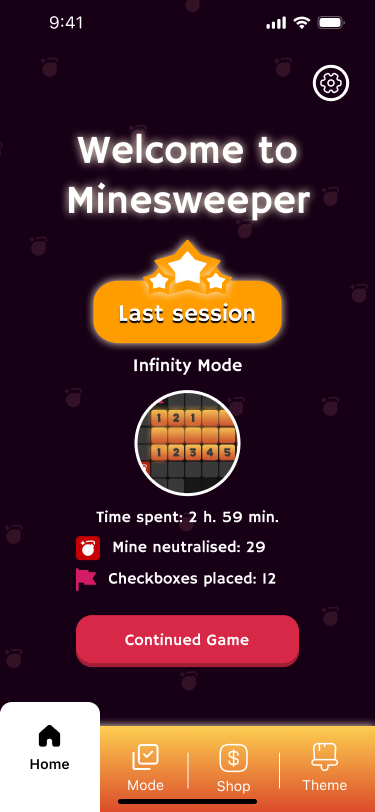 9:41
Welcome to
Minesweeper
Last session
Infinity Mode
1 2 1
1 2 3 4 5
Time spent: 2 h. 59 min.
Mine neutralised: 29
Checkboxes placed: 12
Continued Game
Home
Mode
Shop
Theme